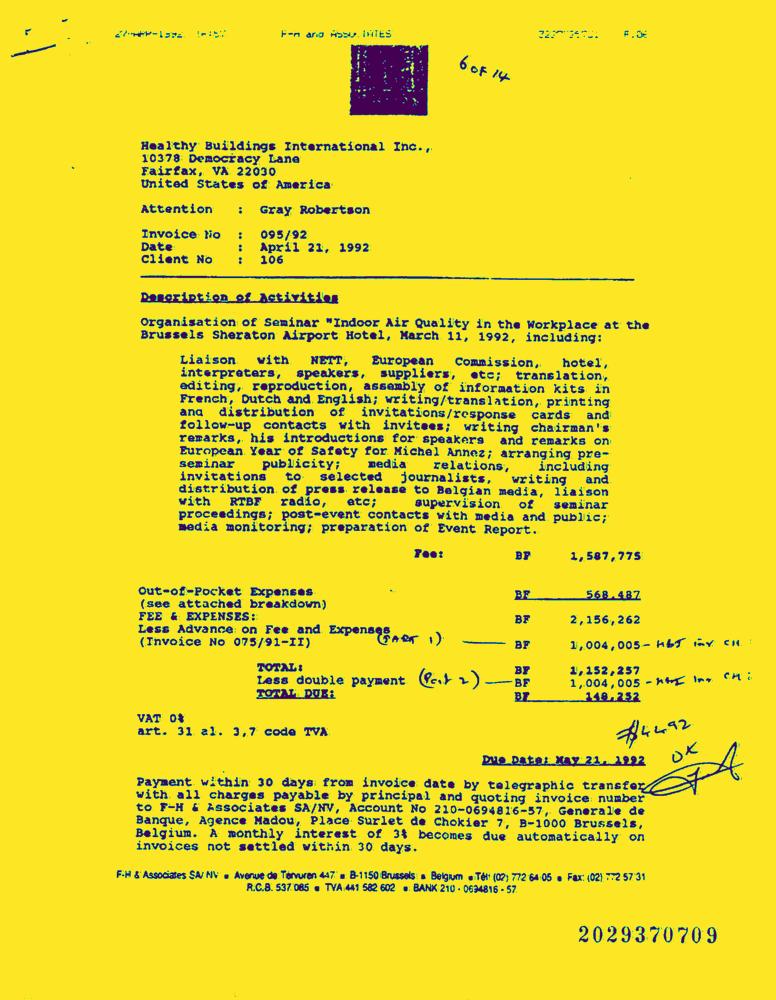 F-H and ASSOCIATES
6 OF 14
Healthy Buildings International Inc.,
10378 Democracy Lane
Fairfax, VA 22030
United States of America
Attention : Gray Robertson
Invoice No : 095/92
Date : April 21, 1992
Client No : 106
Description of Activities
Organisation of Seminar "Indoor Air Quality in the Workplace at the
Brussels Sheraton Airport Hotel, March 11, 1992, including:
Liaison with NETT, European Commission, hotel,
interpreters, speakers, suppliers, etc; translation,
editing, reproduction, assembly of information kits in
French, Dutch and English; writing/translation, printing
and distribution of invitations/response cards and
follow-up contacts with invitees; writing chairman's
remarks, his introductions for speakers and remarks on
European Year of Safety for Michel Annez; arranging pre-
seminar publicity; media relations, including
invitations to selected journalists, writing and
distribution of press release to Belgian media, liaison
with RTBF radio, etc; supervision of seminar
proceedings; post-event contacts with media and public;
media monitoring; preparation of Event Report.
Fee: BF 1,587,775
Out-of-Pocket Expenses BF 568.487
(see attached breakdown)
FEE & EXPENSES: BF 2,156,262
Less Advance on Fee and Expenses
(Invoice No 075/91-II) (PART 1) — BF 1,004,005 -
TOTAL: BF 1,152,257
Less double payment (Part 2) — BF 1,004,005 -
TOTAL DUE: BF 148.252
VAT 0%
art. 31 al. 3,7 code TVA
#4492
OK
Due Date: May 21, 1992
Payment within 30 days from invoice date by telegraphic transfer
with all charges payable by principal and quoting invoice number
to F-H & Associates SA/NV, Account No 210-0694816-57, Generale de
Banque, Agence Madou, Place Surlet de Chokier 7, B-1000 Brussels,
Belgium. A monthly interest of 3% becomes due automatically on
invoices not settled within 30 days.
F-H & Associates SA/NV • Avenue de Tervuren 447 • B-1150 Brussels • Belgium • Tél: (02) 772 64 05 • Fax: (02) 772 57 31
R.C.B. 537 085 • TVA 441 582 602 • BANK 210 - 0694816 - 57
2029370709